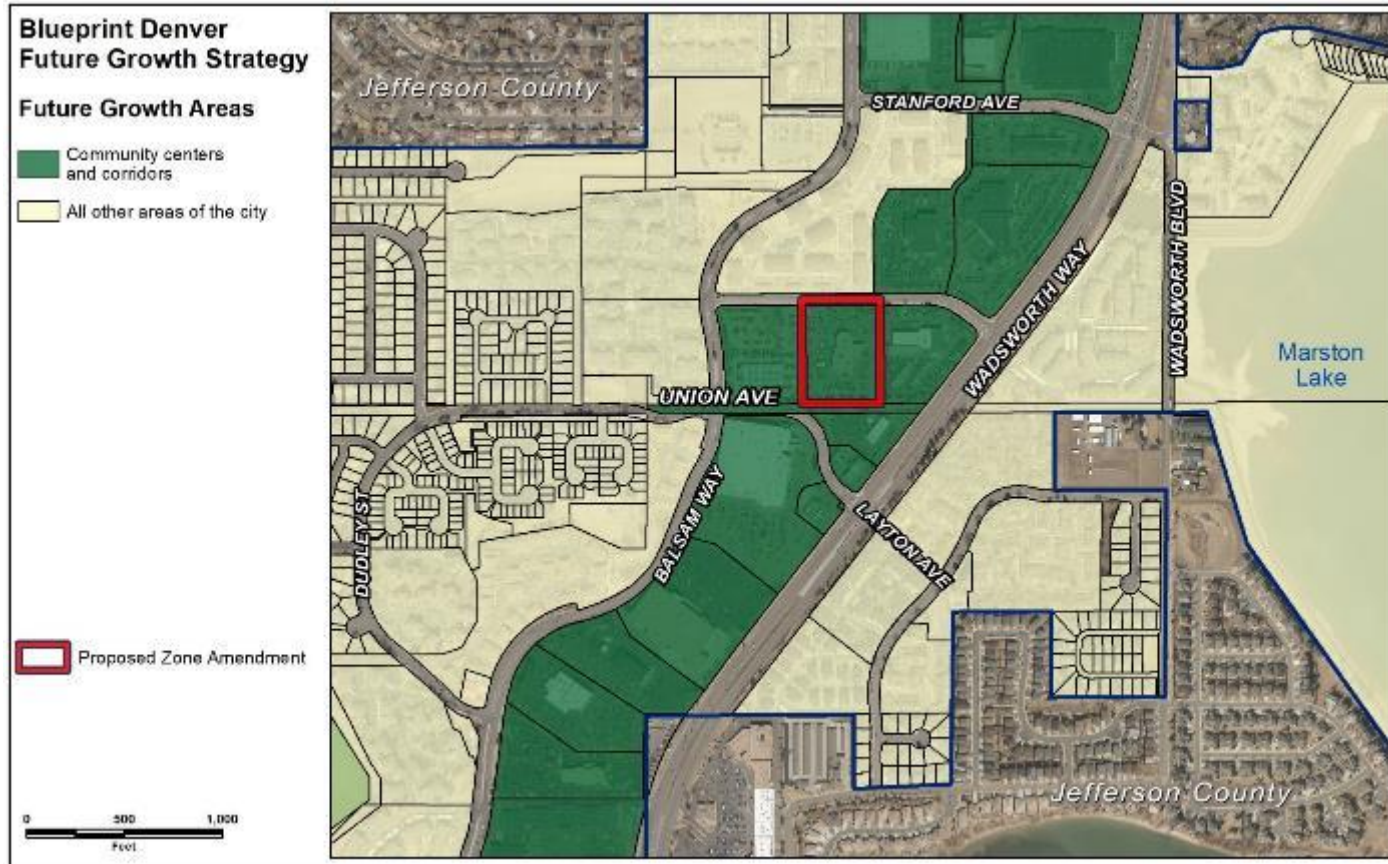 Blueprint Denver
Future Growth Strategy
Future Growth Areas
Community centers
and corridors
All other areas of the city
Proposed Zone Amendment
0 500 1,000
Feet
Jefferson County
STANFORD AVE
WADSWORTH BLVD
WADSWORTH WAY
Marston
Lake
UNION AVE
BALSAM WAY
DUDLEY ST
LAYTON AVE
Jefferson County